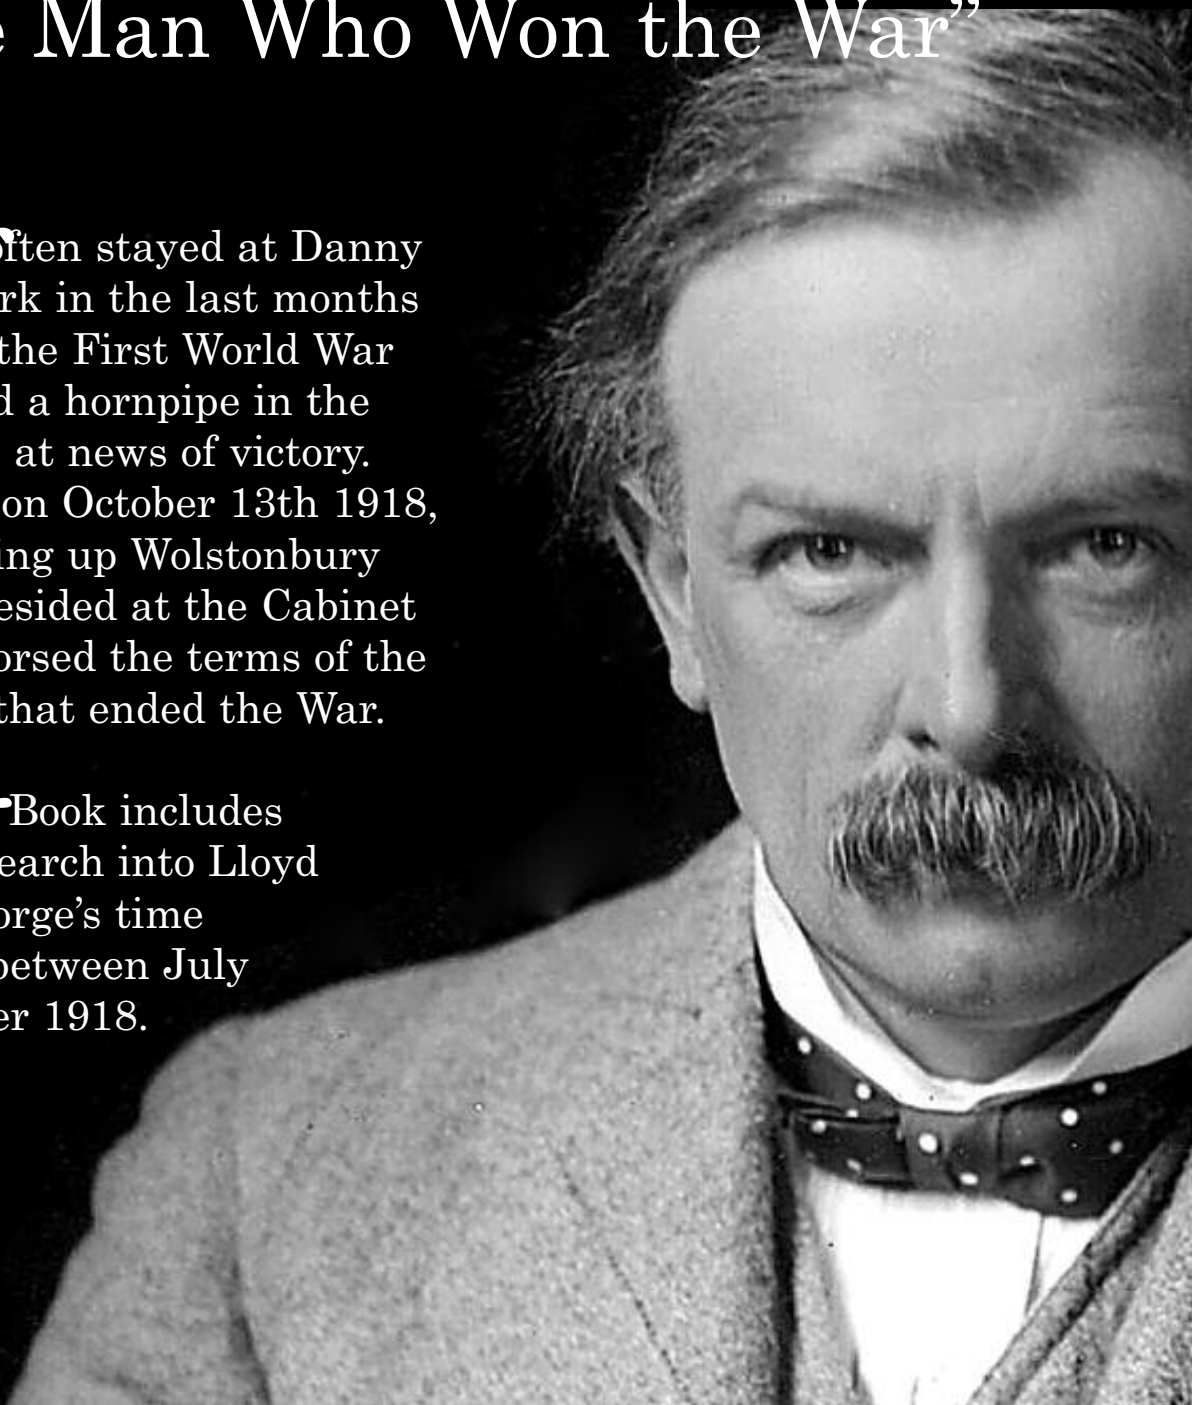 Man Who Won the War”
often stayed at Danny
rk in the last months
the First World War
d a hornpipe in the
at news of victory.
on October 13th 1918,
ing up Wolstonbury
esided at the Cabinet
orsed the terms of the
that ended the War.
Book includes
earch into Lloyd
orge’s time
between July
er 1918.